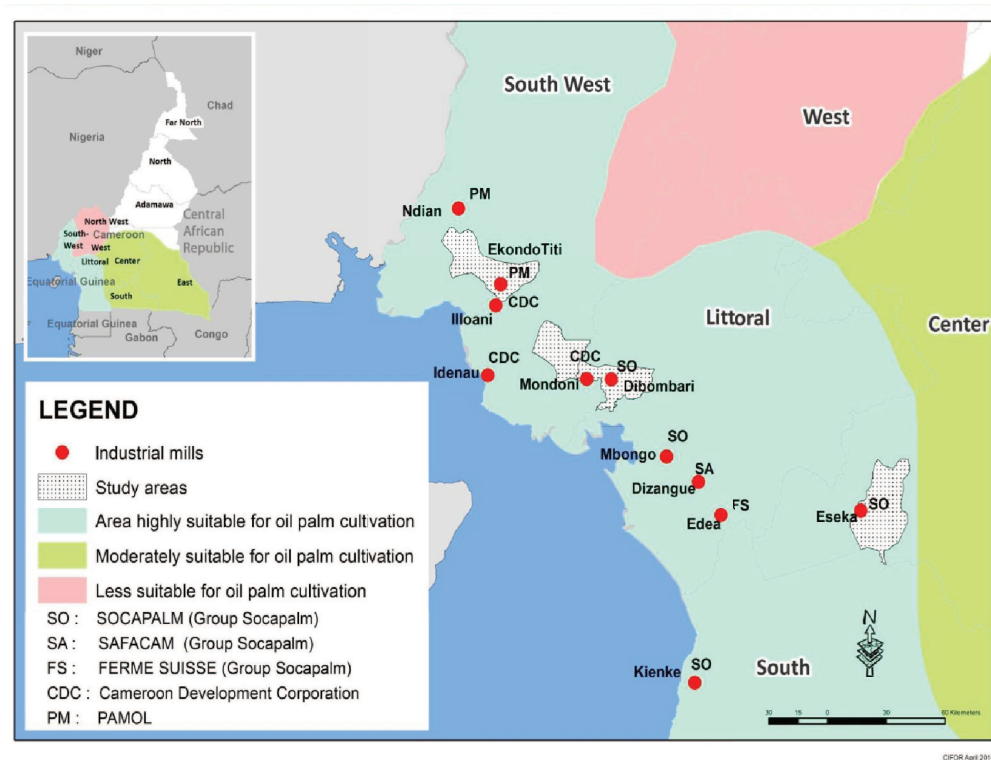 Niger
Chad
Nigeria
Far North
North
Adamawa
Central
African
Republic
North West
South-
West
Cameroon
West
Littoral
Center
East
South
Equatorial Guinea
Equatorial Guinea
Gabon
Congo
South West
West
Littoral
Center
South
PM
Ndian
EkondoTiti
PM
CDC
Illoani
CDC
Idenau
CDC
Mondoni
SO
Dibombari
SO
Mbongo
SA
Dizangue
FS
Edea
SO
Eseka
SO
Kienke
N
30 15 0 30 60 Kilometers
LEGEND
Industrial mills
Study areas
Area highly suitable for oil palm cultivation
Moderately suitable for oil palm cultivation
Less suitable for oil palm cultivation
SO : SOCAPALM (Group Socapalm)
SA : SAFACAM (Group Socapalm)
FS : FERME SUISSE (Group Socapalm)
CDC : Cameroon Development Corporation
PM : PAMOL
CIFOR April